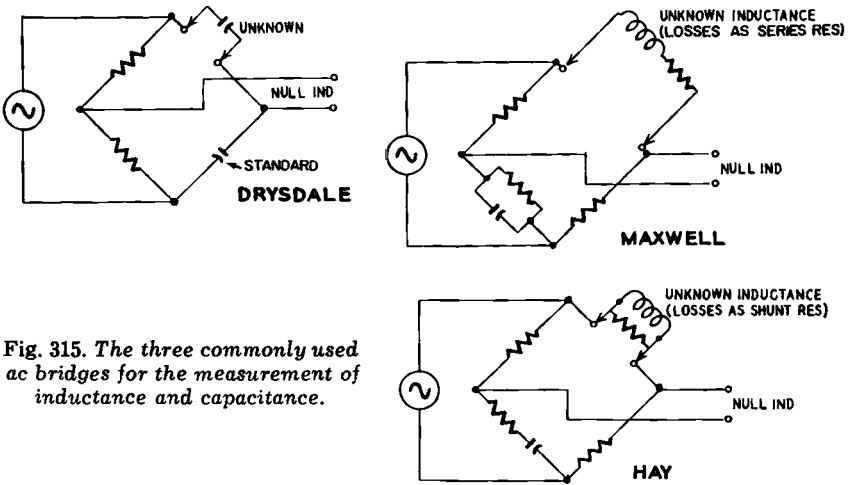 UNKNOWN
NULL IND
STANDARD
DRYSDALE
UNKNOWN INDUCTANCE
(LOSSES AS SERIES RES)
NULL IND
MAXWELL
Fig. 315. The three commonly used
ac bridges for the measurement of
inductance and capacitance.
UNKNOWN INDUCTANCE
(LOSSES AS SHUNT RES)
NULL IND
HAY